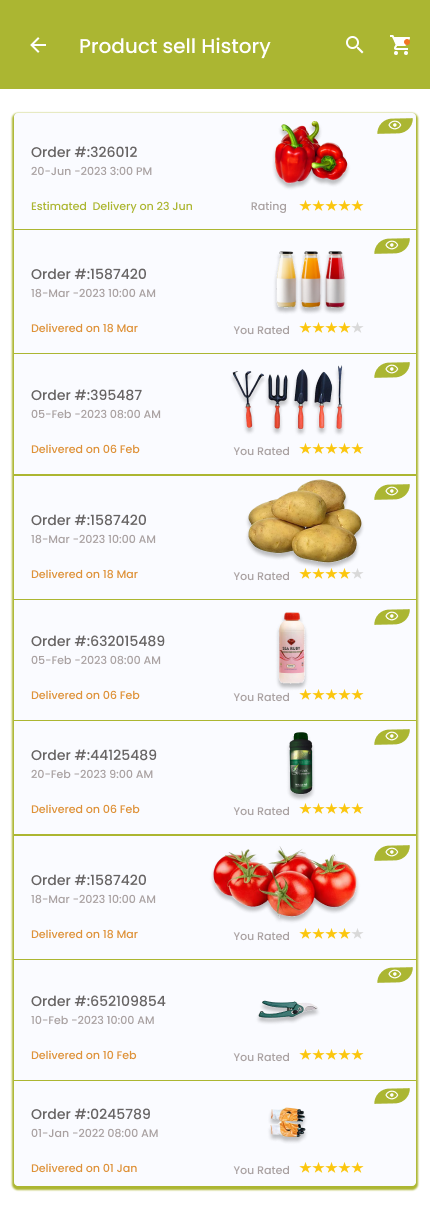 Product sell History
Order #:326012
20-Jun -2023 3:00 PM
Estimated Delivery on 23 Jun
Rating
Order #:1587420
18-Mar -2023 10:00 AM
Delivered on 18 Mar
You Rated
Order #:395487
05-Feb -2023 08:00 AM
Delivered on 06 Feb
You Rated
Order #:1587420
18-Mar -2023 10:00 AM
Delivered on 18 Mar
You Rated
Order #:632015489
05-Feb -2023 08:00 AM
Delivered on 06 Feb
You Rated
Order #:44125489
20-Feb -2023 9:00 AM
Delivered on 06 Feb
You Rated
Order #:1587420
18-Mar -2023 10:00 AM
Delivered on 18 Mar
You Rated
Order #:652109854
10-Feb -2023 10:00 AM
Delivered on 10 Feb
You Rated
Order #:0245789
01-Jan -2022 08:00 AM
Delivered on 01 Jan
You Rated